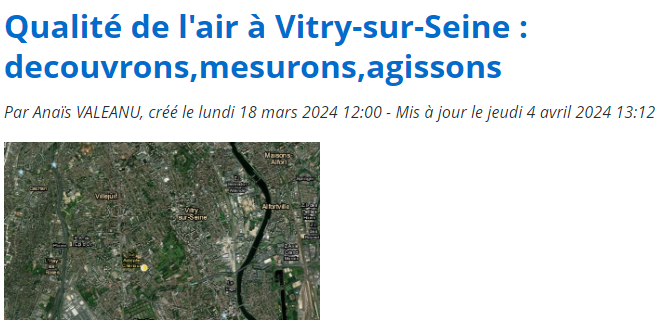 Qualité de l'air à Vitry-sur-Seine :
decouvrons,mesurons,agissons
Par Anaïs VALEANU, créé le lundi 18 mars 2024 12:00 - Mis à jour le jeudi 4 avril 2024 13:12
Maisons-
Alfort
Villejuif
Vitry
-sur-Seine
Alfortville